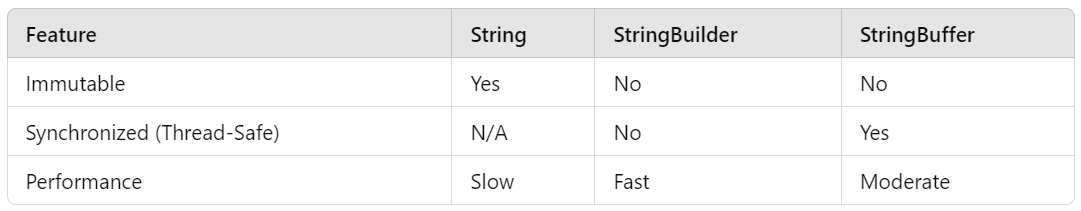 Feature String StringBuilder StringBuffer
Immutable Yes No No
Synchronized (Thread-Safe) N/A No Yes
Performance Slow Fast Moderate